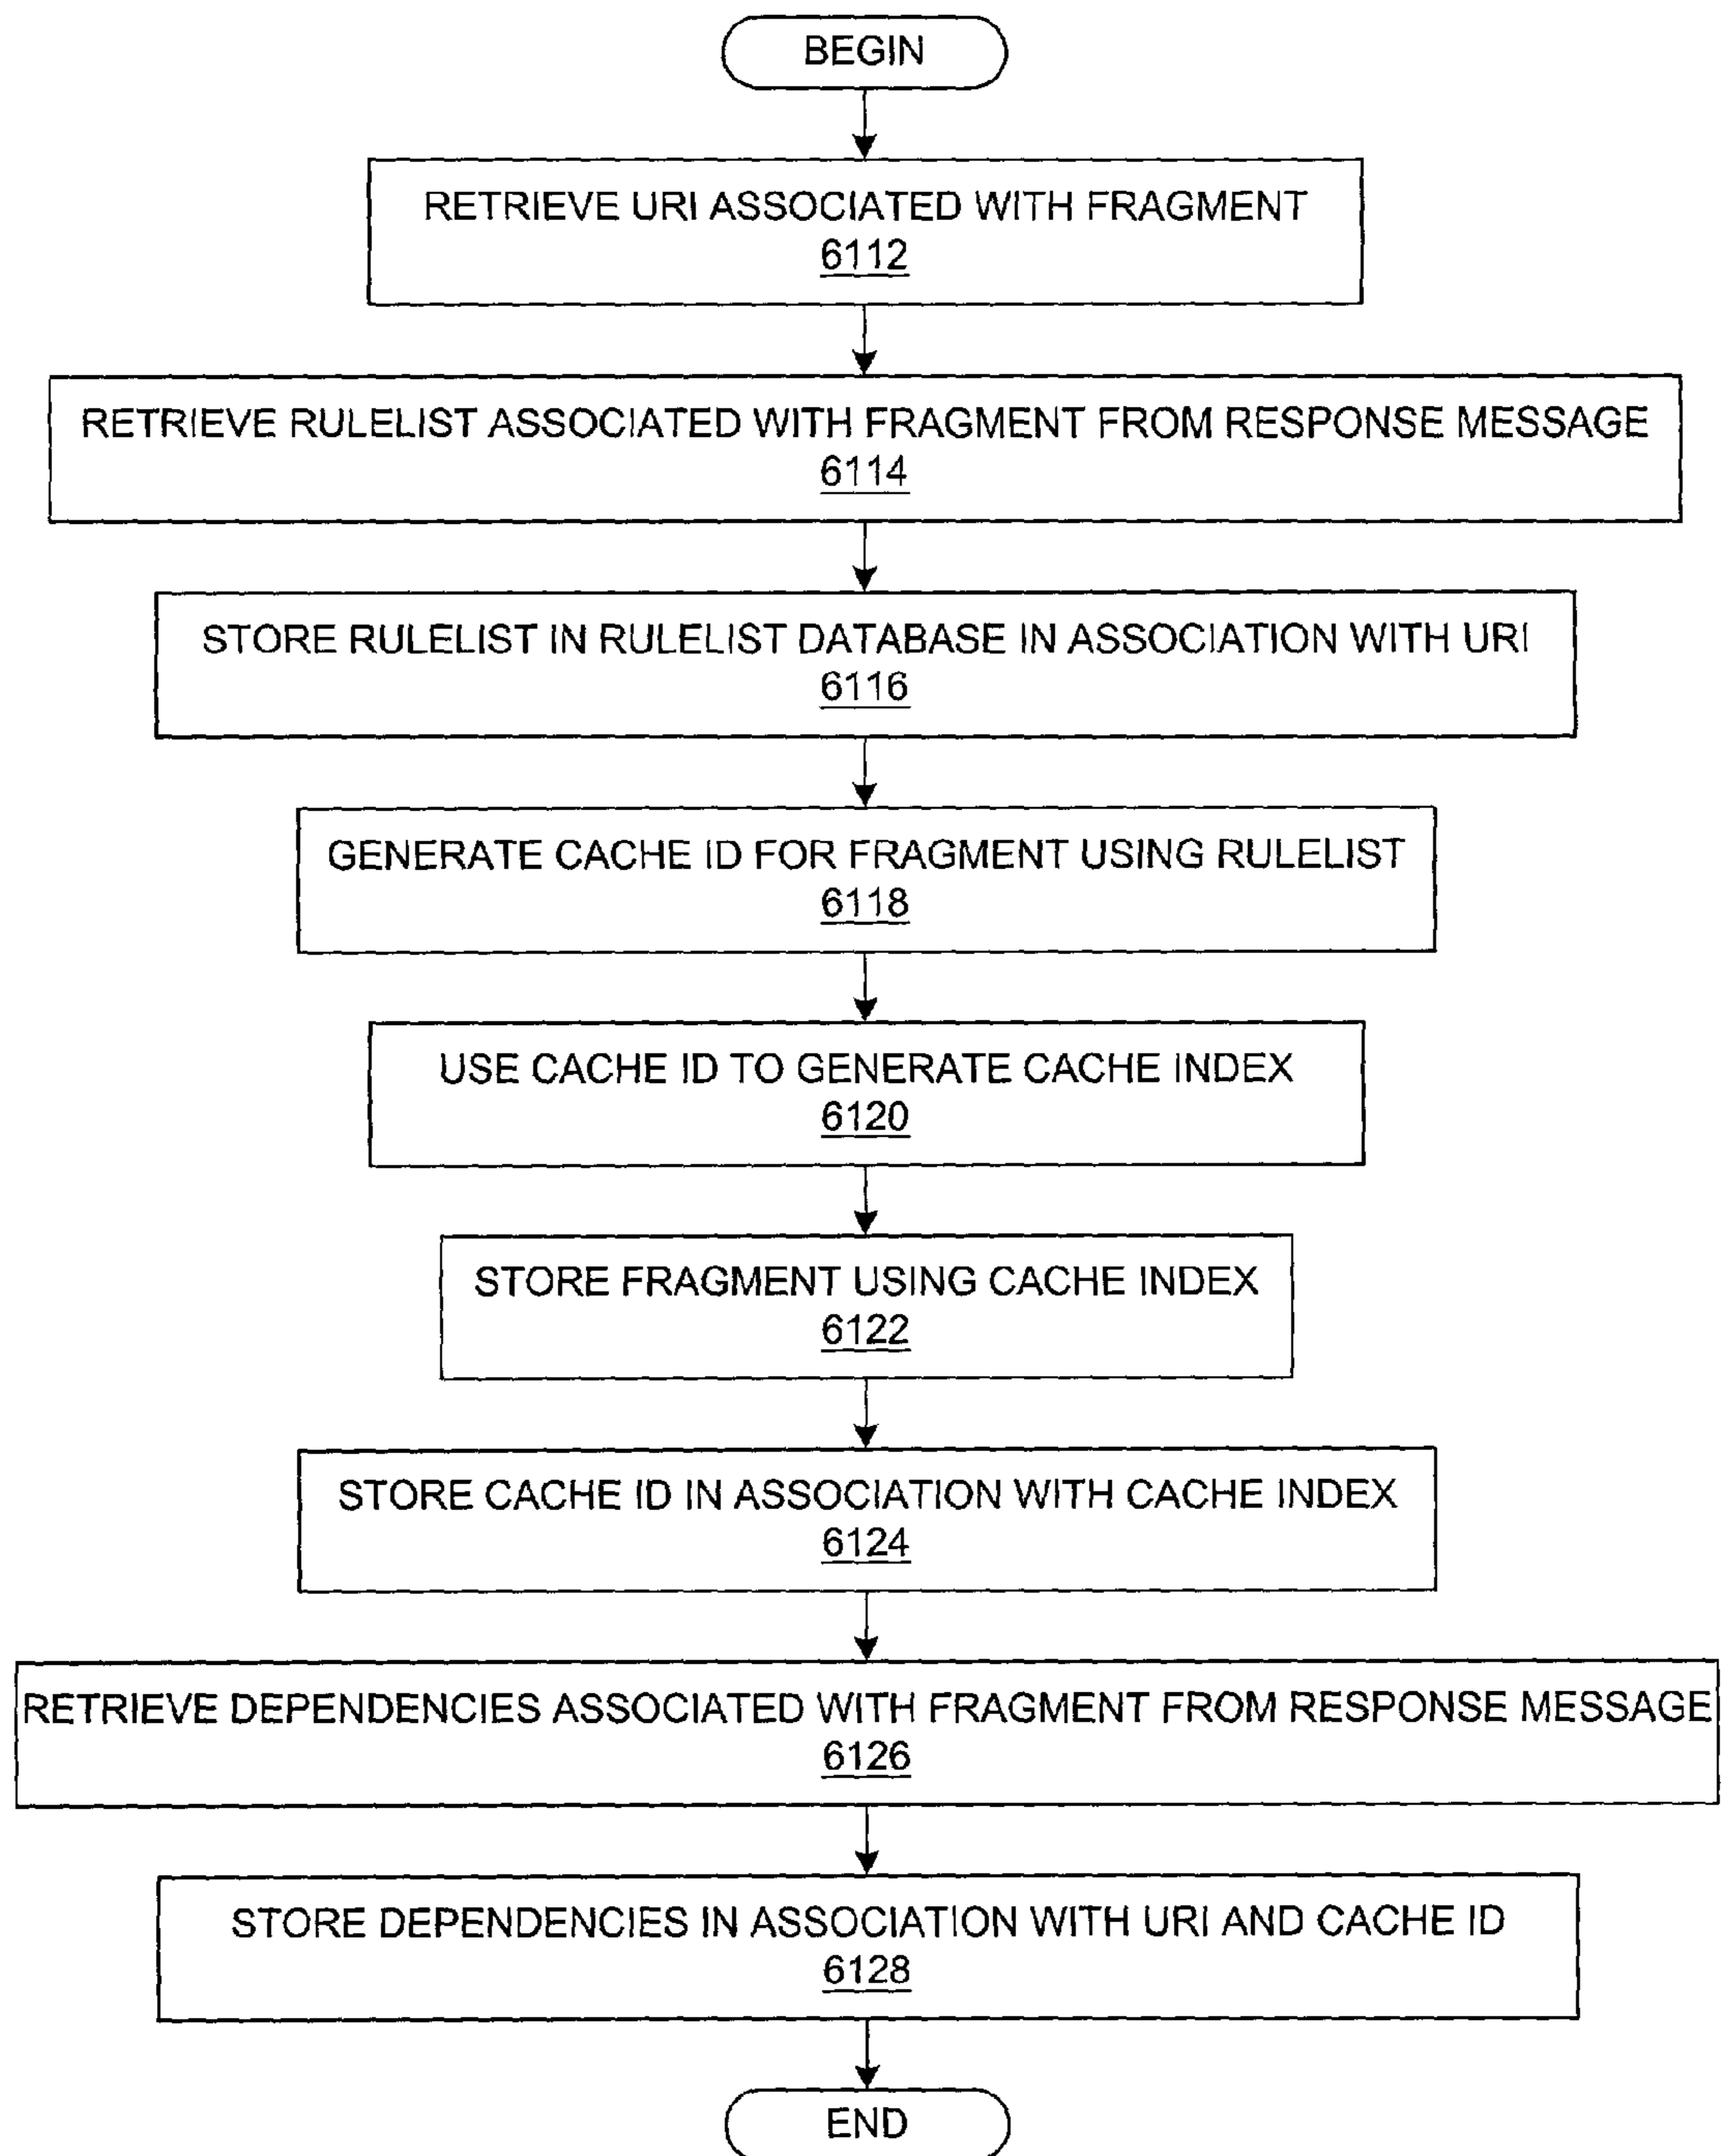 BEGIN
RETRIEVE URI ASSOCIATED WITH FRAGMENT
6112
RETRIEVE RULELIST ASSOCIATED WITH FRAGMENT FROM RESPONSE MESSAGE
6114
STORE RULELIST IN RULELIST DATABASE IN ASSOCIATION WITH URI
6116
GENERATE CACHE ID FOR FRAGMENT USING RULELIST
6118
USE CACHE ID TO GENERATE CACHE INDEX
6120
STORE FRAGMENT USING CACHE INDEX
6122
STORE CACHE ID IN ASSOCIATION WITH CACHE INDEX
6124
RETRIEVE DEPENDENCIES ASSOCIATED WITH FRAGMENT FROM RESPONSE MESSAGE
6126
STORE DEPENDENCIES IN ASSOCIATION WITH URI AND CACHE ID
6128
END